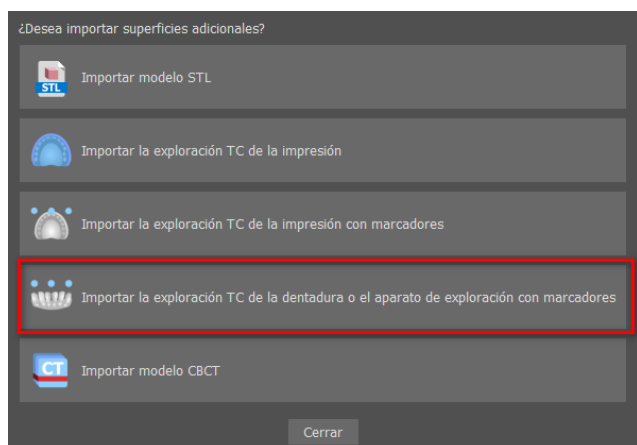 ¿Desea importar superficies adicionales?
STL
Importar modelo STL
Importar la exploración TC de la impresión
Importar la exploración TC de la impresión con marcadores
Importar la exploración TC de la dentadura o el aparato de exploración con marcadores
CT
Importar modelo CBCT
Cerrar